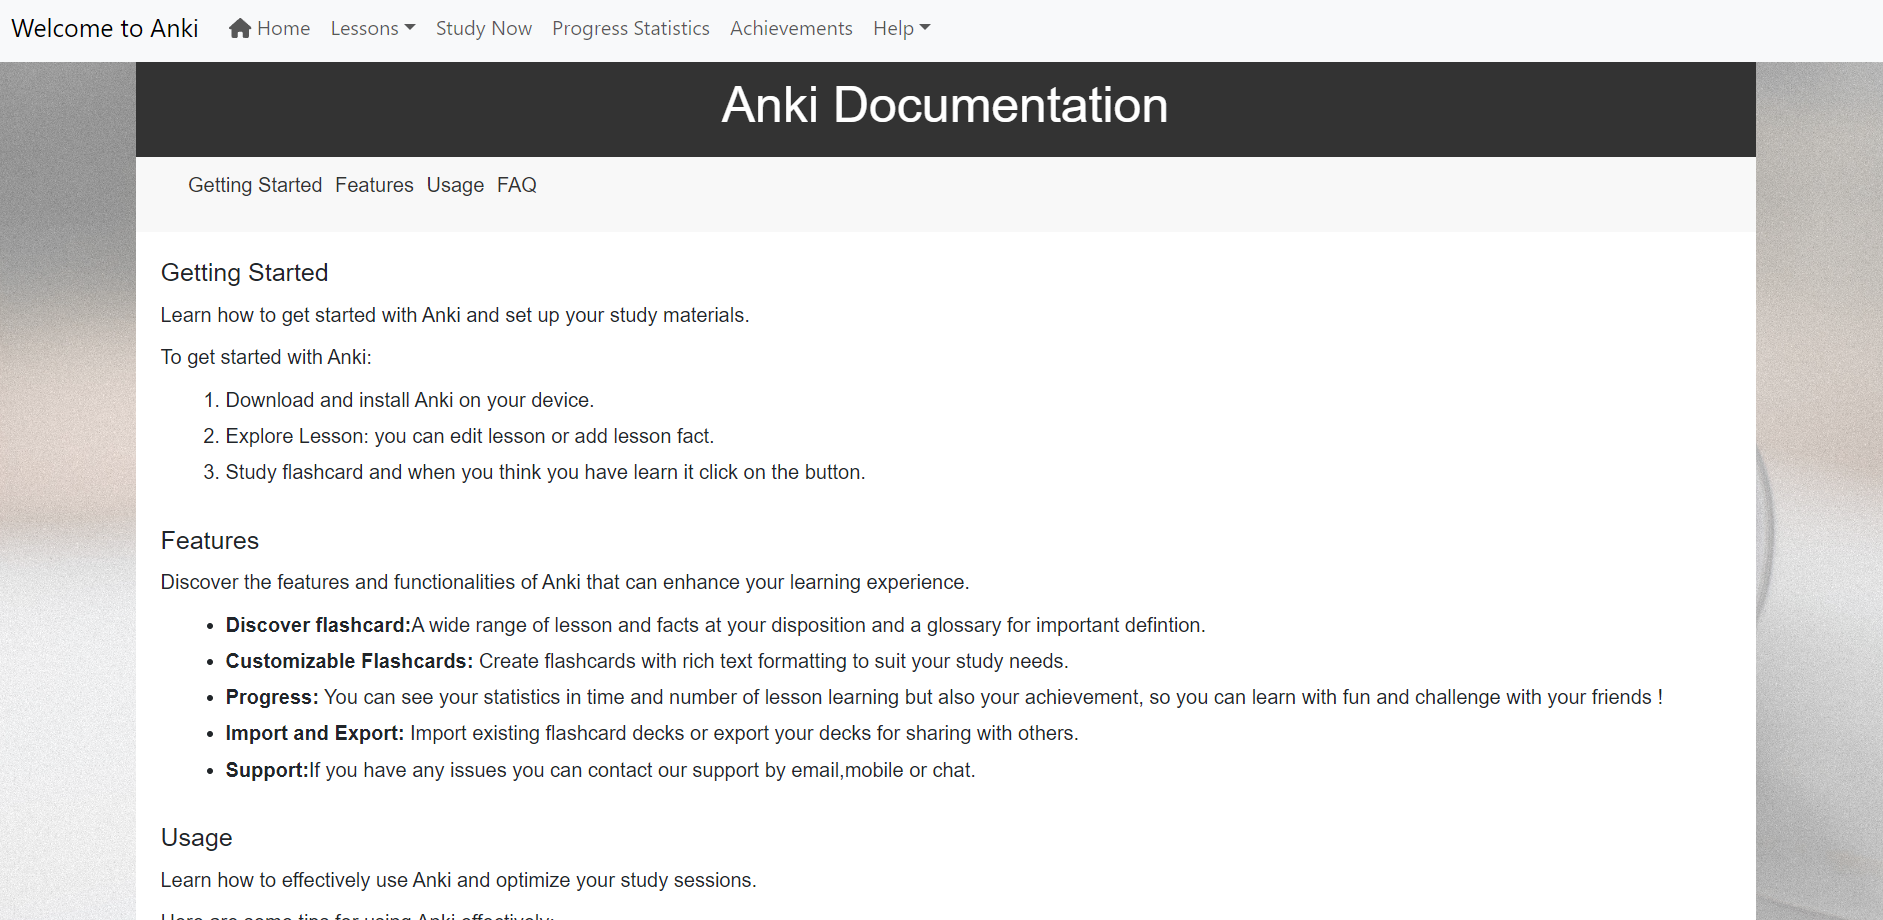 Welcome to Anki Home Lessons Study Now Progress Statistics Achievements Help
Anki Documentation
Getting Started Features Usage FAQ
Getting Started
Learn how to get started with Anki and set up your study materials.
To get started with Anki:
1. Download and install Anki on your device.
2. Explore Lesson: you can edit lesson or add lesson fact.
3. Study flashcard and when you think you have learn it click on the button.
Features
Discover the features and functionalities of Anki that can enhance your learning experience.
• Discover flashcard:A wide range of lesson and facts at your disposition and a glossary for important defintion.
• Customizable Flashcards: Create flashcards with rich text formatting to suit your study needs.
• Progress: You can see your statistics in time and number of lesson learning but also your achievement, so you can learn with fun and challenge with your friends !
• Import and Export: Import existing flashcard decks or export your decks for sharing with others.
• Support:If you have any issues you can contact our support by email,mobile or chat.
Usage
Learn how to effectively use Anki and optimize your study sessions.
Here are some tips for using Anki effectively: